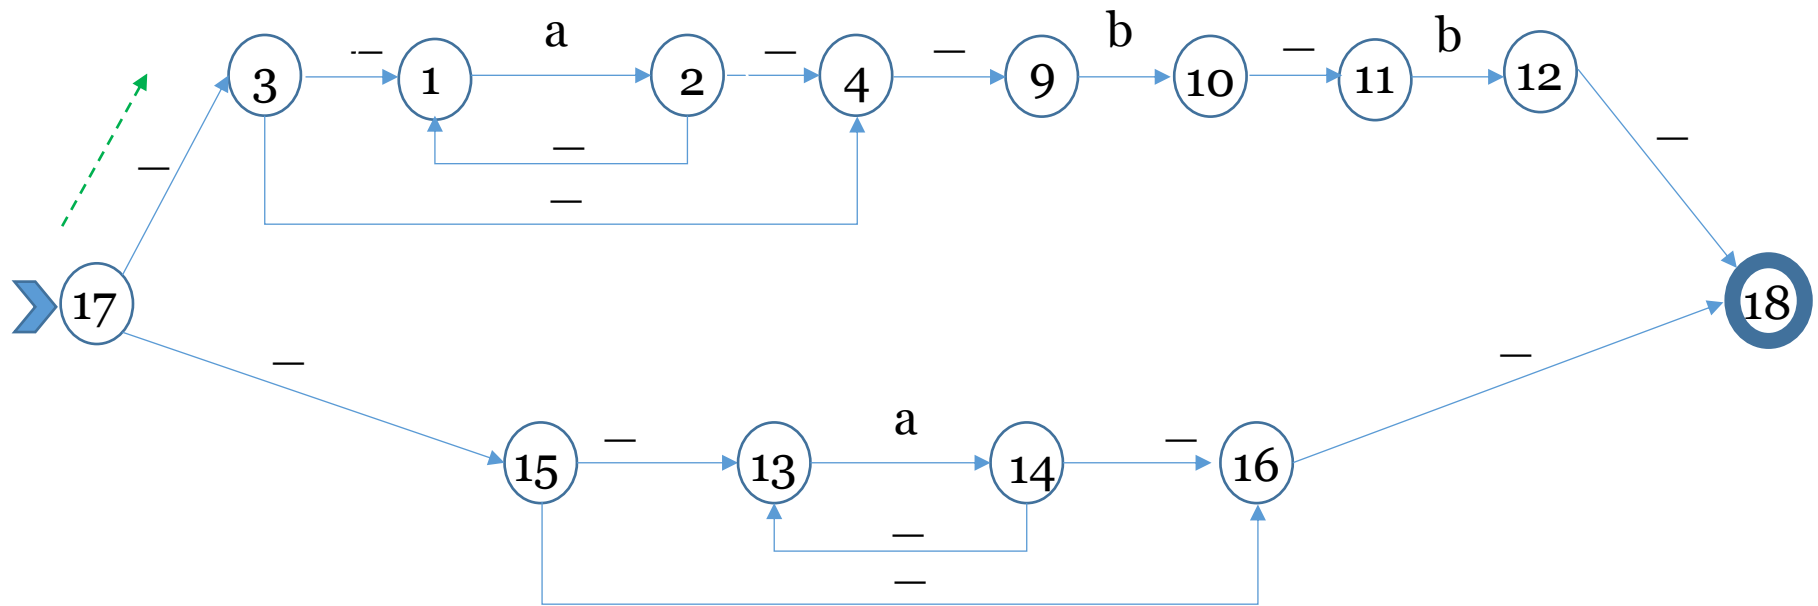 a b b
— — — —
3 1 2 4 9 10 11 12
— — —
—
17 18
— —
a
— —
15 13 14 16
—
—